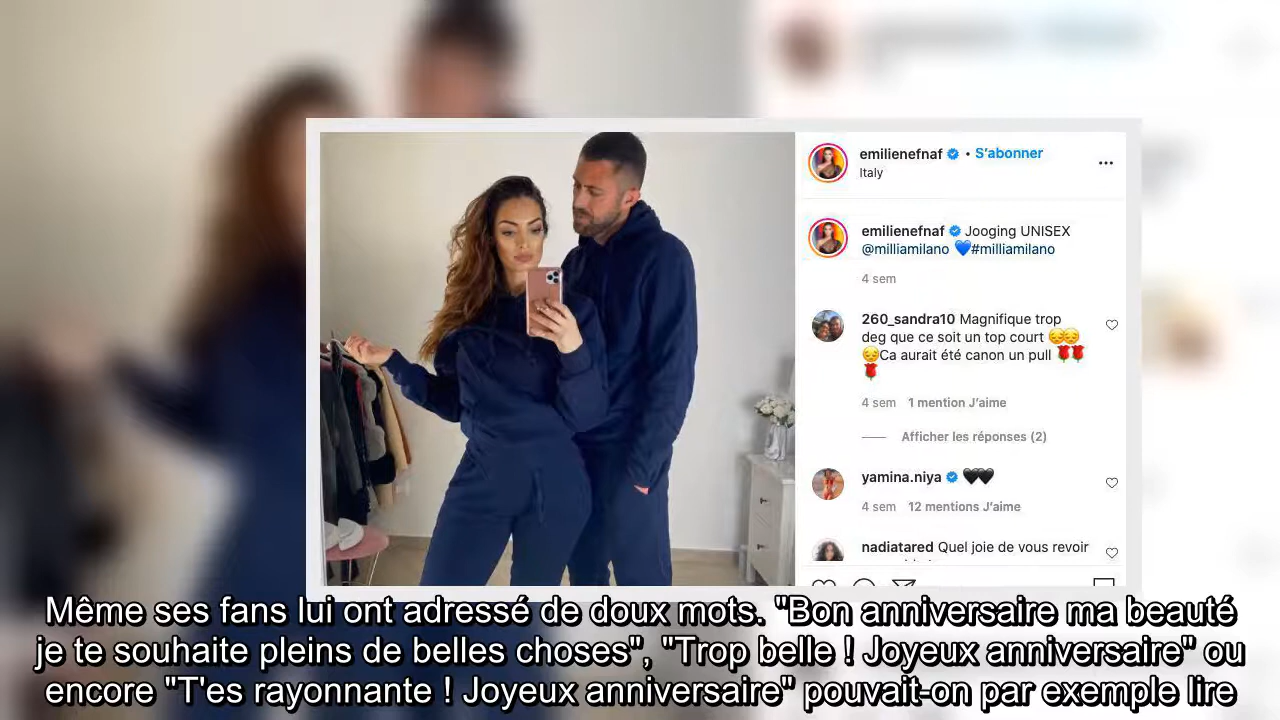 emilienefnaf • S'abonner
Italy
emilienefnaf Jooging UNISEX
@milliamilano 💙#milliamilano
4 sem
260_sandra10 Magnifique trop
deg que ce soit un top court 😔😔
😔Ca aurait été canon un pull 🌹🌹
🌹
4 sem 1 mention J'aime
Afficher les réponses (2)
yamina.niya 🖤🖤
4 sem 12 mentions J'aime
nadiatared Quel joie de vous revoir
Même ses fans lui ont adressé de doux mots. "Bon anniversaire ma beauté
je te souhaite pleins de belles choses", "Trop belle ! Joyeux anniversaire" ou
encore "T'es rayonnante ! Joyeux anniversaire" pouvait-on par exemple lire